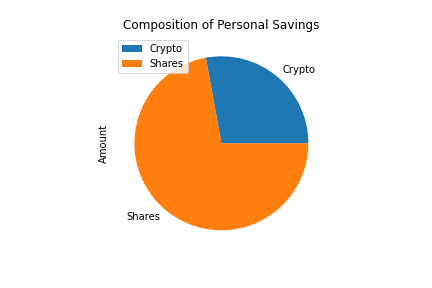 Composition of Personal Savings
Crypto
Shares
Crypto
Amount
Shares